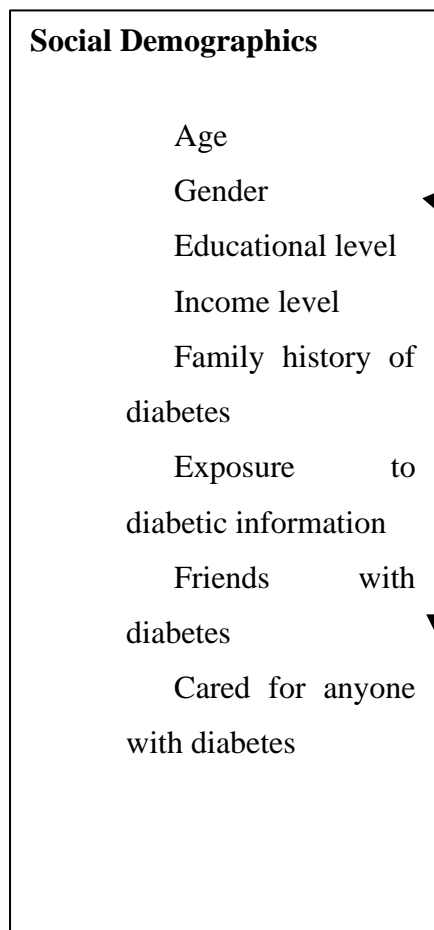 Social Demographics
Age
Gender
Educational level
Income level
Family history of
diabetes
Exposure to
diabetic information
Friends with
diabetes
Cared for anyone
with diabetes